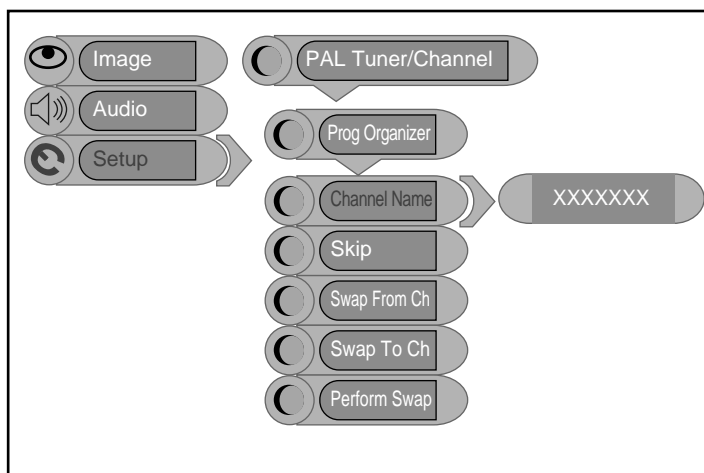 Image
Audio
Setup
PAL Tuner/Channel
Prog Organizer
Channel Name
XXXXXXX
Skip
Swap From Ch
Swap To Ch
Perform Swap